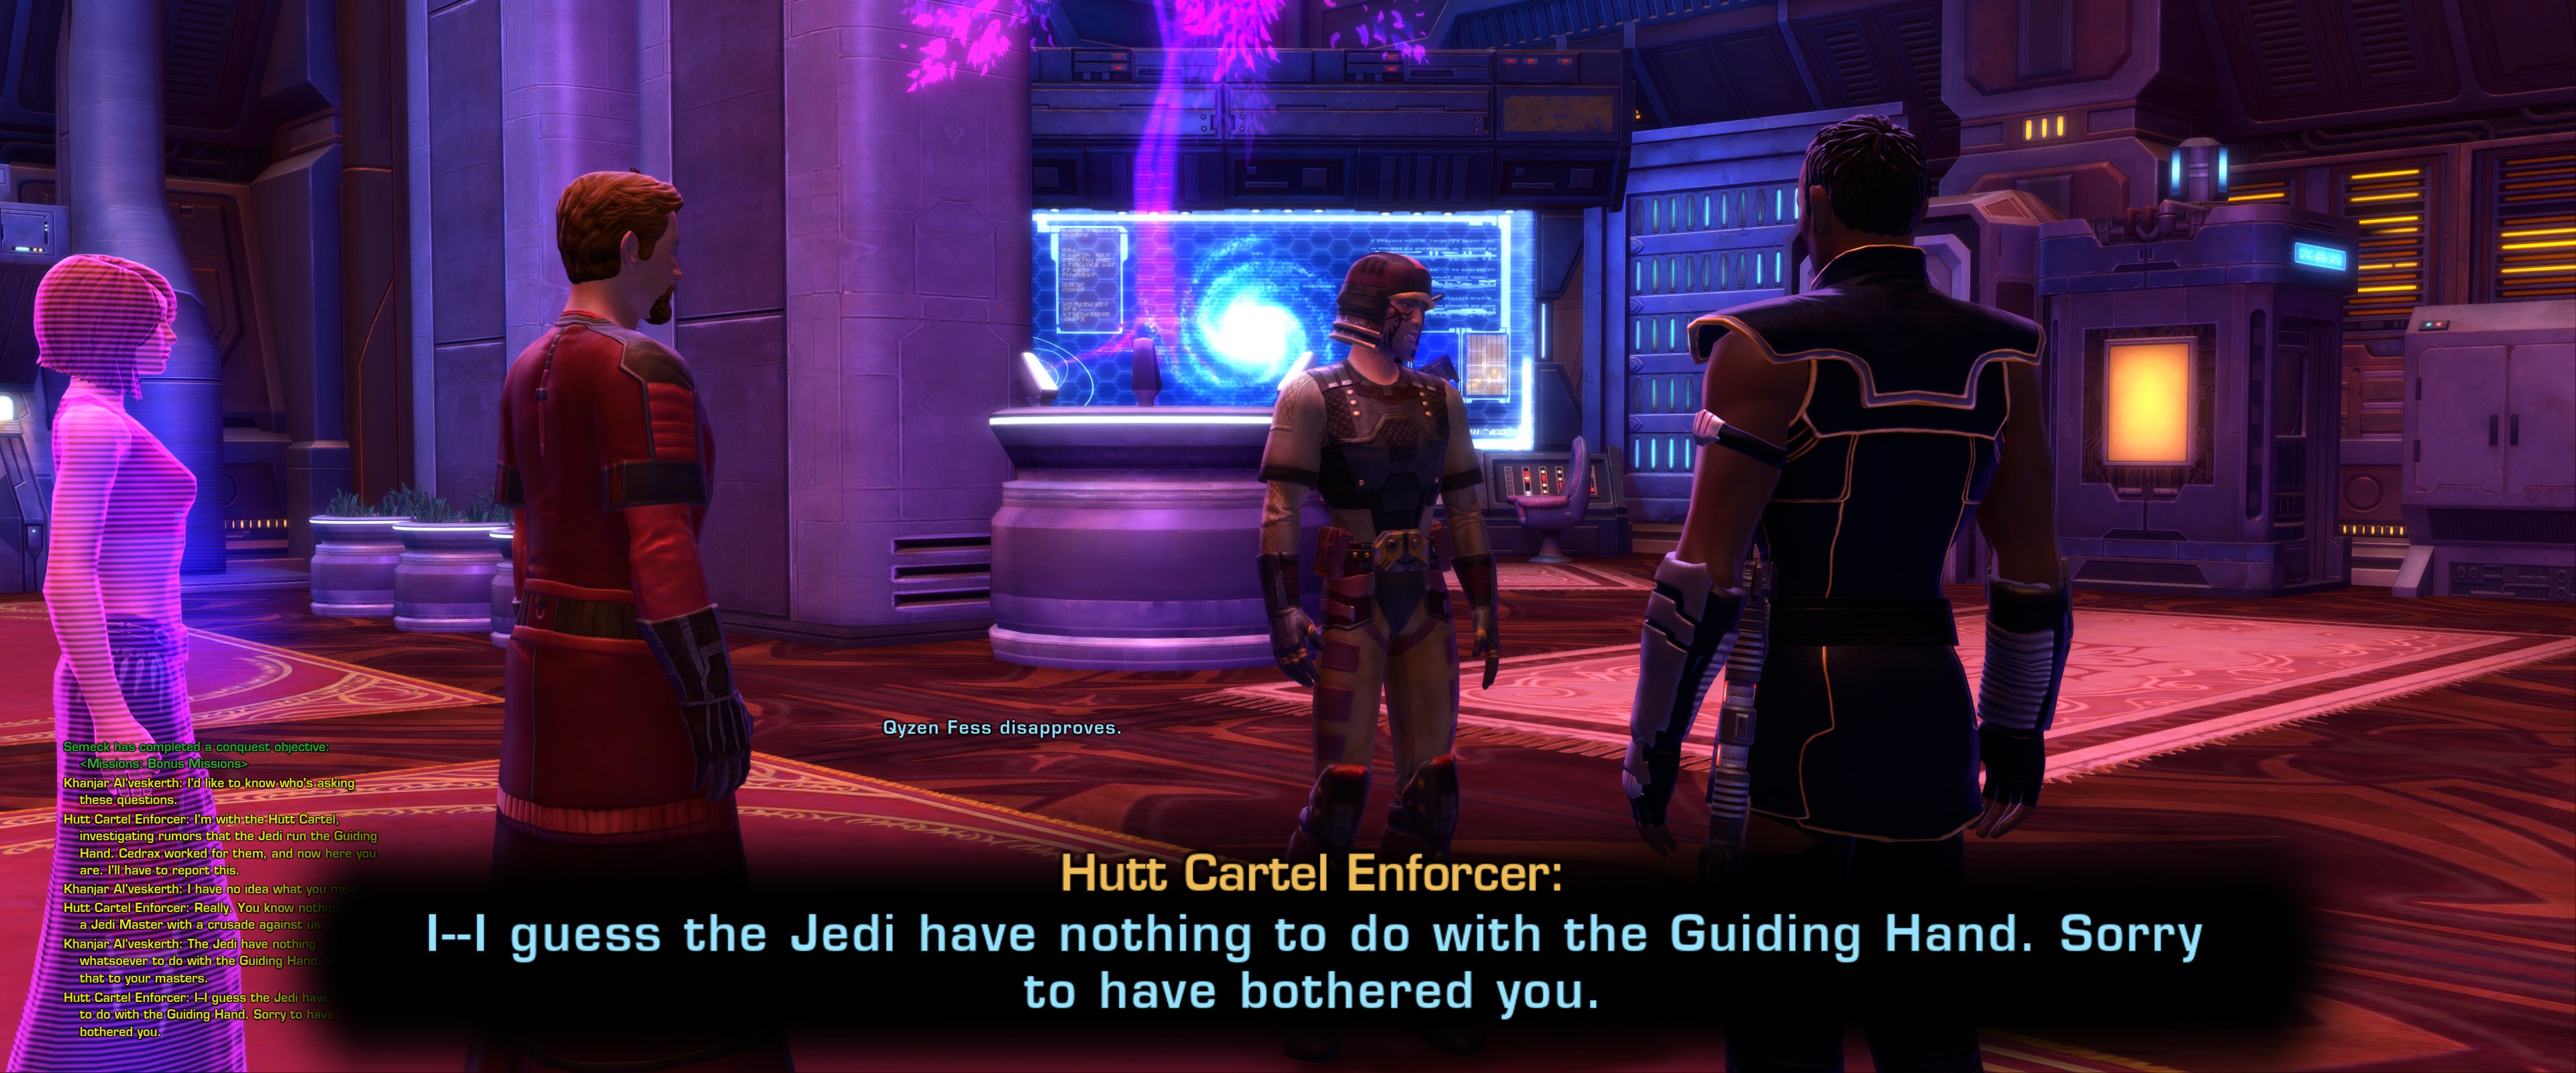 Qyzen Fess disapproves.
Semeck has completed a conquest objective:
<Missions: Bonus Missions>
Khanjar Al'veskerth: I'd like to know who's asking
these questions.
Hutt Cartel Enforcer: I'm with the Hutt Cartel,
investigating rumors that the Jedi run the Guiding
Hand. Cedrax worked for them, and now here you
are. I'll have to report this.
Khanjar Al'veskerth: I have no idea what you
Hutt Cartel Enforcer: Really. You know nothing
a Jedi Master with a crusade against us
Khanjar Al'veskerth: The Jedi have nothing
whatsoever to do with the Guiding Hand.
that to your masters.
Hutt Cartel Enforcer: I--I guess the Jedi have
to do with the Guiding Hand. Sorry to have
bothered you.
Hutt Cartel Enforcer:
I--I guess the Jedi have nothing to do with the Guiding Hand. Sorry
to have bothered you.